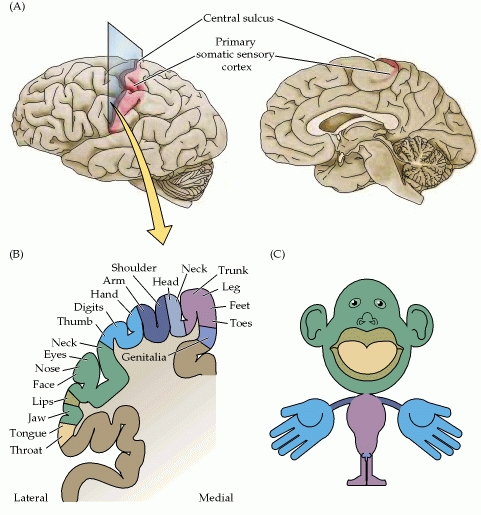 (A)
Central sulcus
Primary
somatic sensory
cortex
(B)
Shoulder
Neck
Trunk
Arm
Head
Leg
Hand
Digits
Feet
Thumb
Toes
Neck
Genitalia
Eyes
Nose
Face
Lips
Jaw
Tongue
Throat
Lateral
Medial
(C)